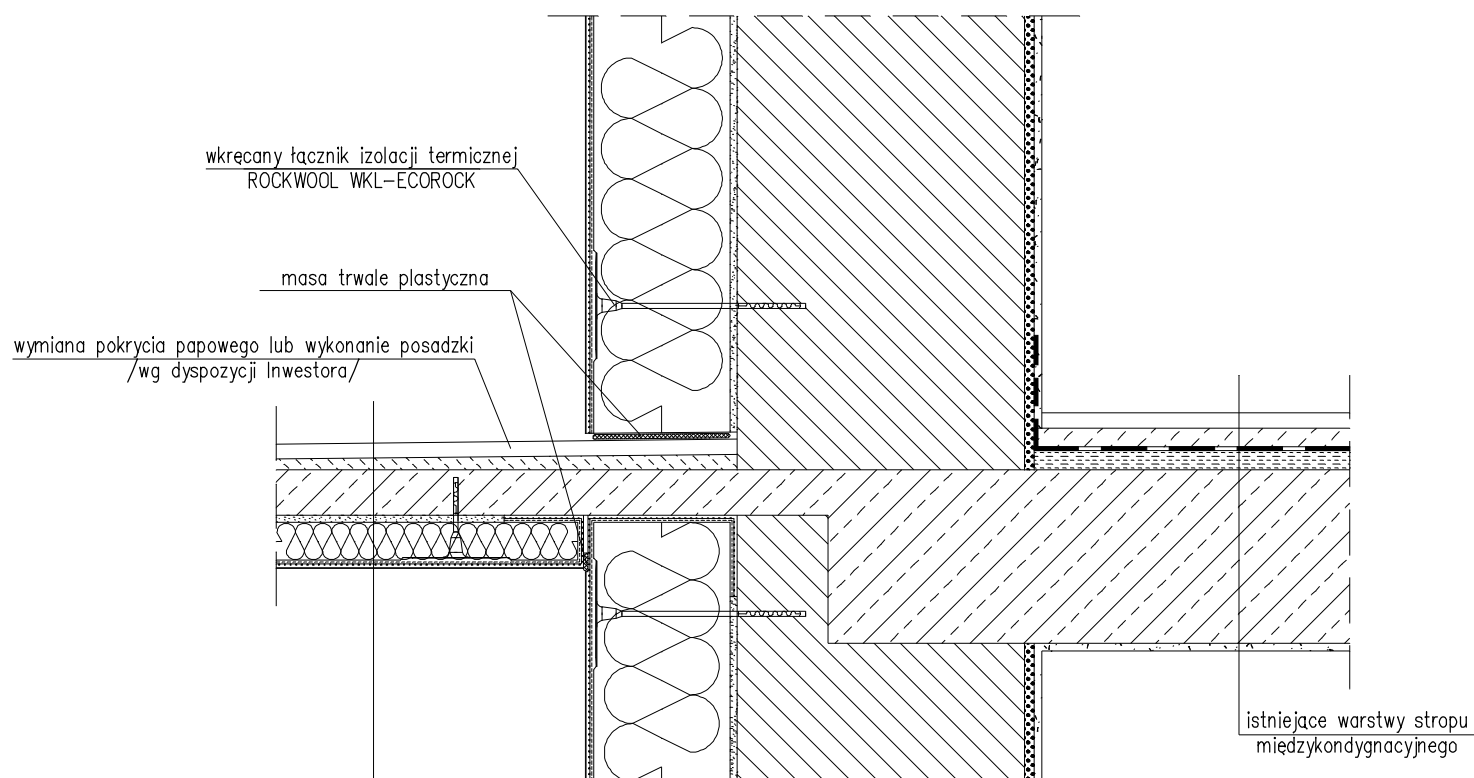 wkręcany łącznik izolacji termicznej
ROCKWOOL WKL-ECOROCK
masa trwale plastyczna
wymiana pokrycia papowego lub wykonanie posadzki
/wg dyspozycji Inwestora/
istniejące warstwy stropu
międzykondygnacyjnego